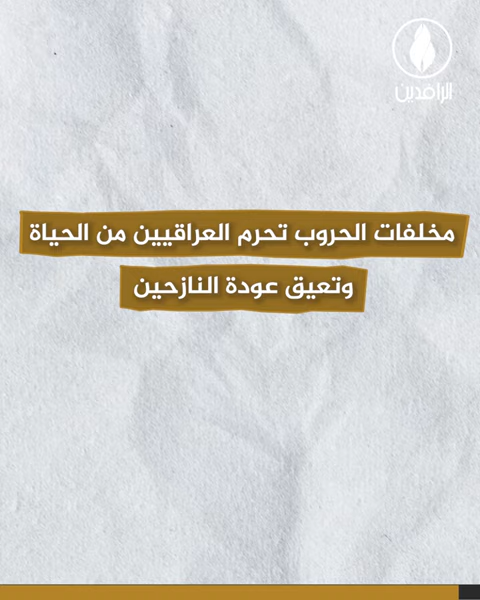 الرافدين
مخلفات الحروب تحرم العراقيين من الحياة
وتعيق عودة النازحين